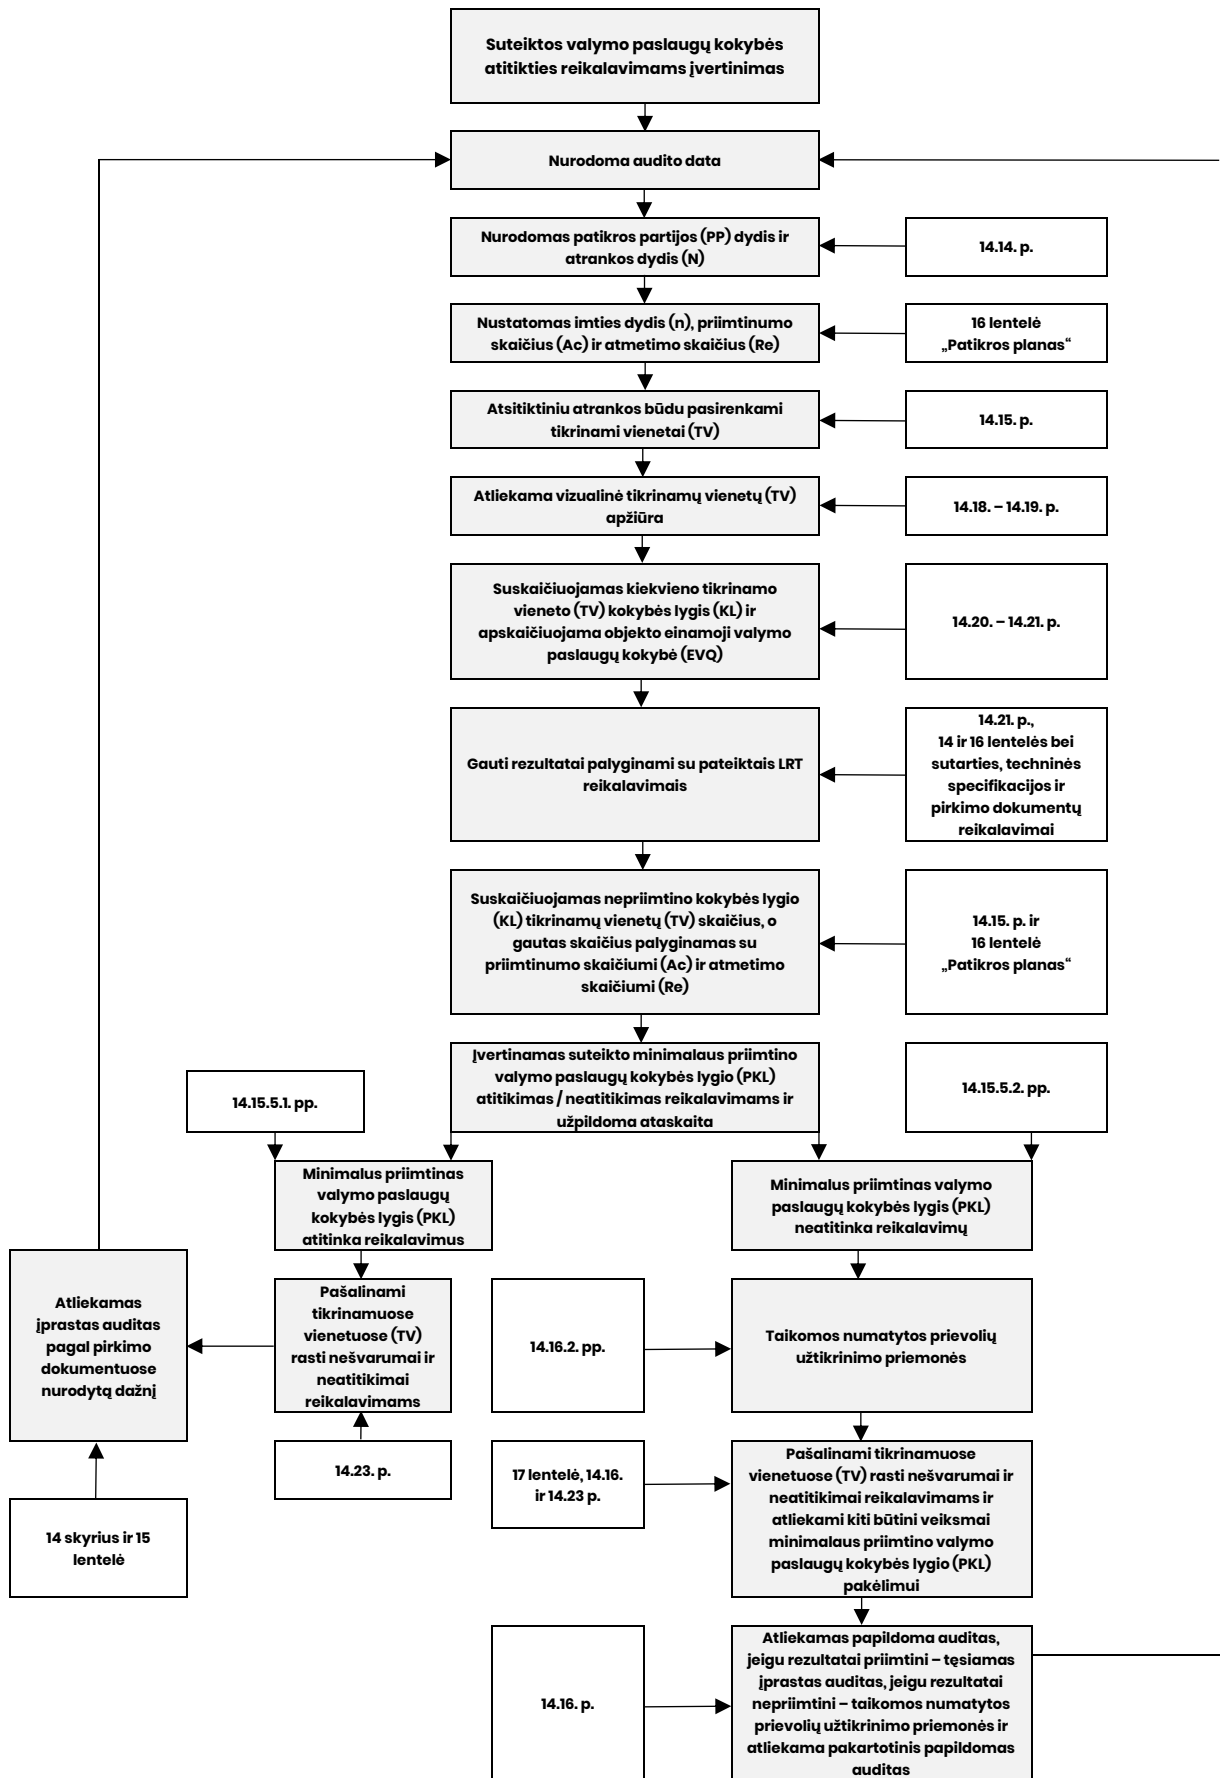 Suteiktos valymo paslaugų kokybės
atitikties reikalavimams įvertinimas
Nurodoma audito data
Nurodomas patikros partijos (PP) dydis ir
atrankos dydis (N)
14.14. p.
Nustatomas imties dydis (n), priimtinumo
skaičius (Ac) ir atmetimo skaičius (Re)
16 lentelė
„Patikros planas“
Atsitiktiniu atrankos būdu pasirenkami
tikrinami vienetai (TV)
14.15. p.
Atliekama vizualinė tikrinamų vienetų (TV)
apžiūra
14.18. – 14.19. p.
Suskaičiuojamas kiekvieno tikrinamo
vieneto (TV) kokybės lygis (KL) ir
apskaičiuojama objekto einamoji valymo
paslaugų kokybė (EVQ)
14.20. – 14.21. p.
Gauti rezultatai palyginami su pateiktais LRT
reikalavimais
14.21. p.,
14 ir 16 lentelės bei
sutarties, techninės
specifikacijos ir
pirkimo dokumentų
reikalavimai
Suskaičiuojamas nepriimtino kokybės lygio
(KL) tikrinamų vienetų (TV) skaičius, o
gautas skaičius palyginamas su
priimtinumo skaičiumi (Ac) ir atmetimo
skaičiumi (Re)
14.15. p. ir
16 lentelė
„Patikros planas“
Įvertinamas suteikto minimalaus priimtino
valymo paslaugų kokybės lygio (PKL)
atitikimas / neatitikimas reikalavimams ir
užpildoma ataskaita
14.15.5.1. pp.
14.15.5.2. pp.
Minimalus priimtinas
valymo paslaugų
kokybės lygis (PKL)
atitinka reikalavimus
Minimalus priimtinas valymo
paslaugų kokybės lygis (PKL)
neatitinka reikalavimų
Atliekamas
įprastas auditas
pagal pirkimo
dokumentuose
nurodytą dažnį
Pašalinami
tikrinamuose
vienetuose (TV)
rasti nešvarumai ir
neatitikimai
reikalavimams
14.16.2. pp.
Taikomos numatytos prievolių
užtikrinimo priemonės
14.23. p.
17 lentelė, 14.16.
ir 14.23 p.
Pašalinami tikrinamuose
vienetuose (TV) rasti nešvarumai ir
neatitikimai reikalavimams ir
atliekami kiti būtini veiksmai
minimalaus priimtino valymo
paslaugų kokybės lygio (PKL)
pakėlimui
14 skyrius ir 15
lentelė
14.16. p.
Atliekamas papildoma auditas,
jeigu rezultatai priimtini – tęsiamas
įprastas auditas, jeigu rezultatai
nepriimtini – taikomos numatytos
prievolių užtikrinimo priemonės ir
atliekama pakartotinis papildomas
auditas